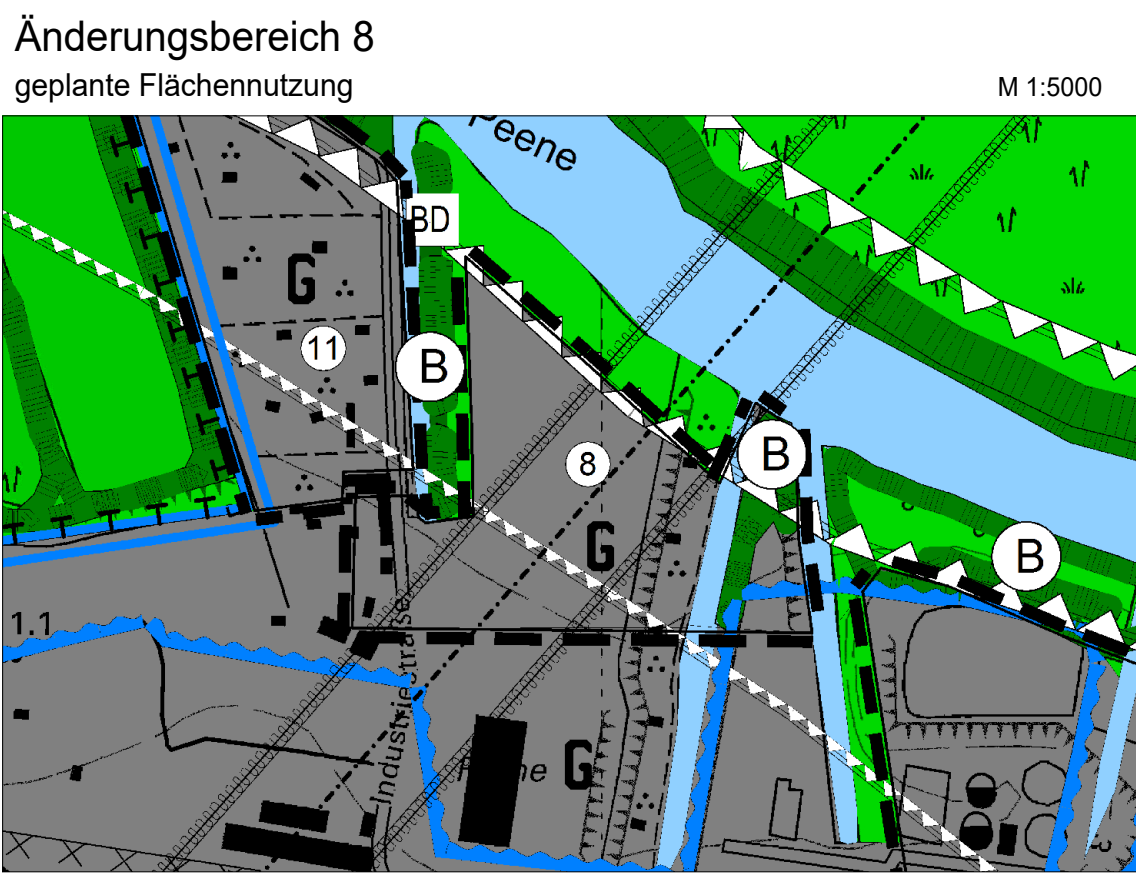 Änderungsbereich 8
geplante Flächennutzung
M 1:5000
Peene
BD
G
11
B
8
B
G
B
1.1
Industriestraße
G